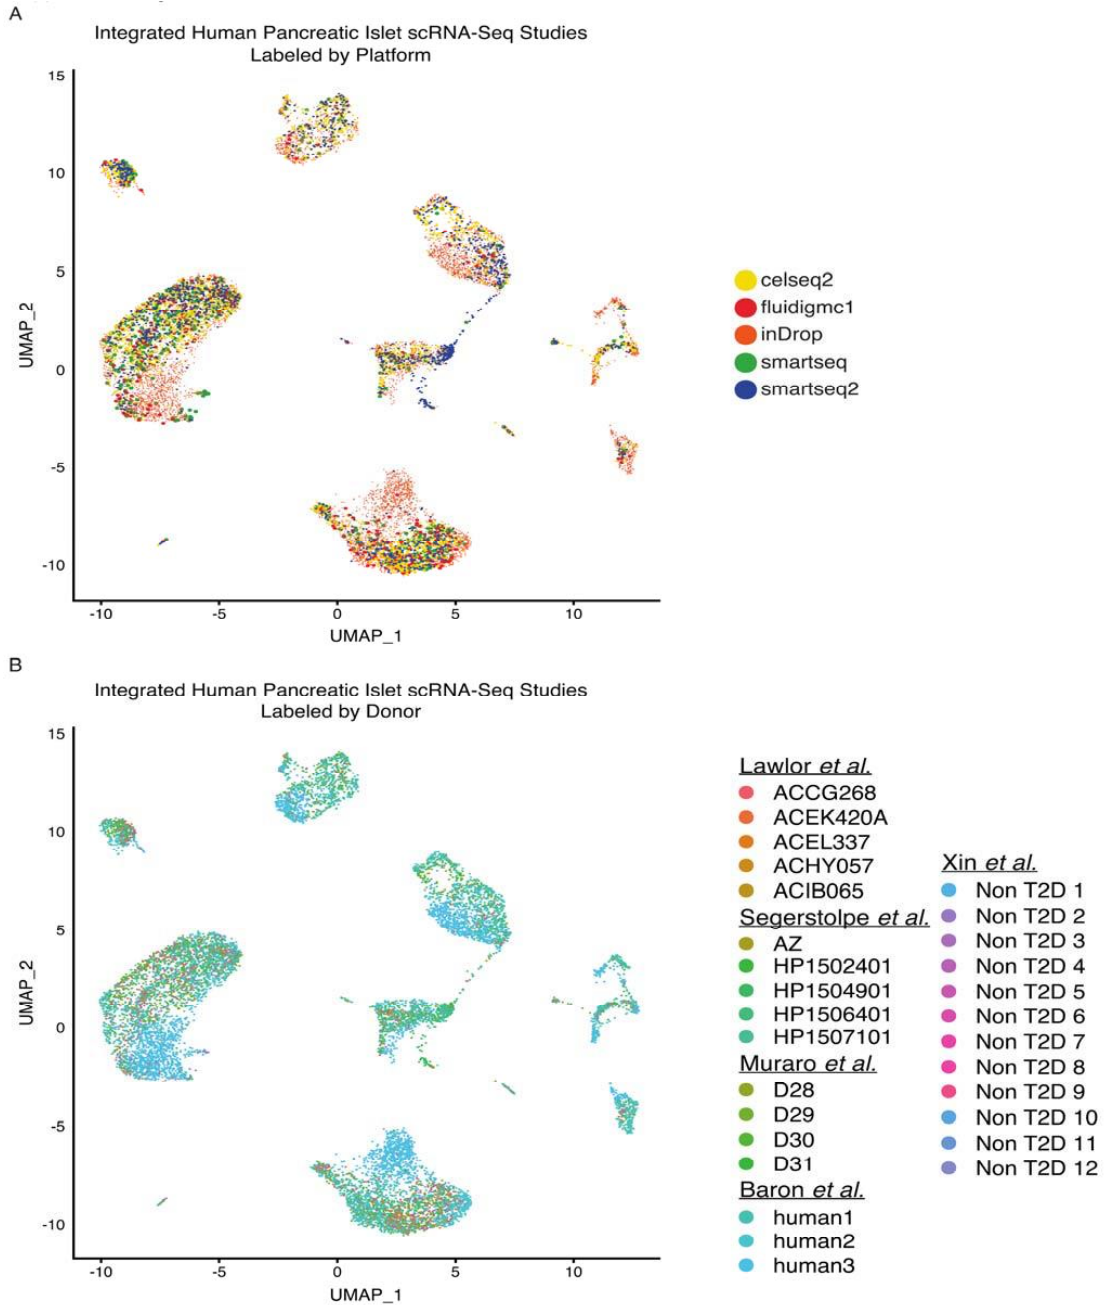 A
Integrated Human Pancreatic Islet scRNA-Seq Studies
Labeled by Platform
15
10
5
0
-5
-10
UMAP_2
-10 -5 0 5 10
UMAP_1
celseq2
fluidigmc1
inDrop
smartseq
smartseq2
B
Integrated Human Pancreatic Islet scRNA-Seq Studies
Labeled by Donor
15
10
5
0
-5
-10
UMAP_2
-10 -5 0 5 10
UMAP_1
Lawlor et al.
ACCG268
ACEK420A
ACEL337
ACHY057
ACIB065
Segerstolpe et al.
AZ
HP1502401
HP1504901
HP1506401
HP1507101
Muraro et al.
D28
D29
D30
D31
Baron et al.
human1
human2
human3
Xin et al.
Non T2D 1
Non T2D 2
Non T2D 3
Non T2D 4
Non T2D 5
Non T2D 6
Non T2D 7
Non T2D 8
Non T2D 9
Non T2D 10
Non T2D 11
Non T2D 12